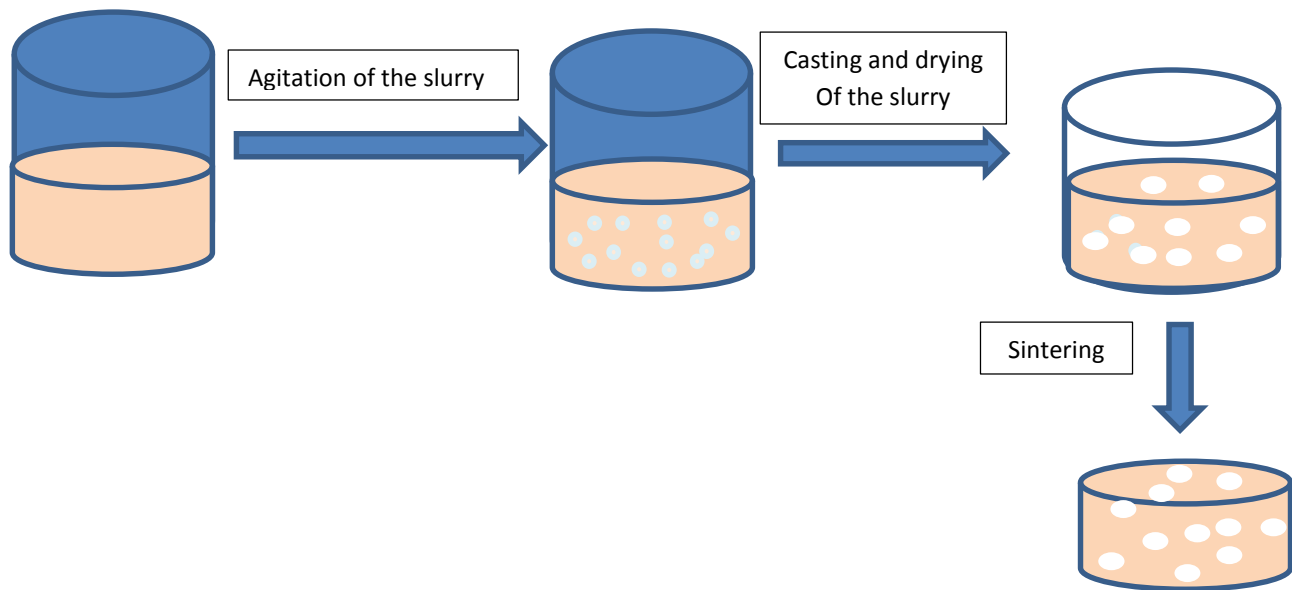 Agitation of the slurry
Casting and drying
Of the slurry
Sintering